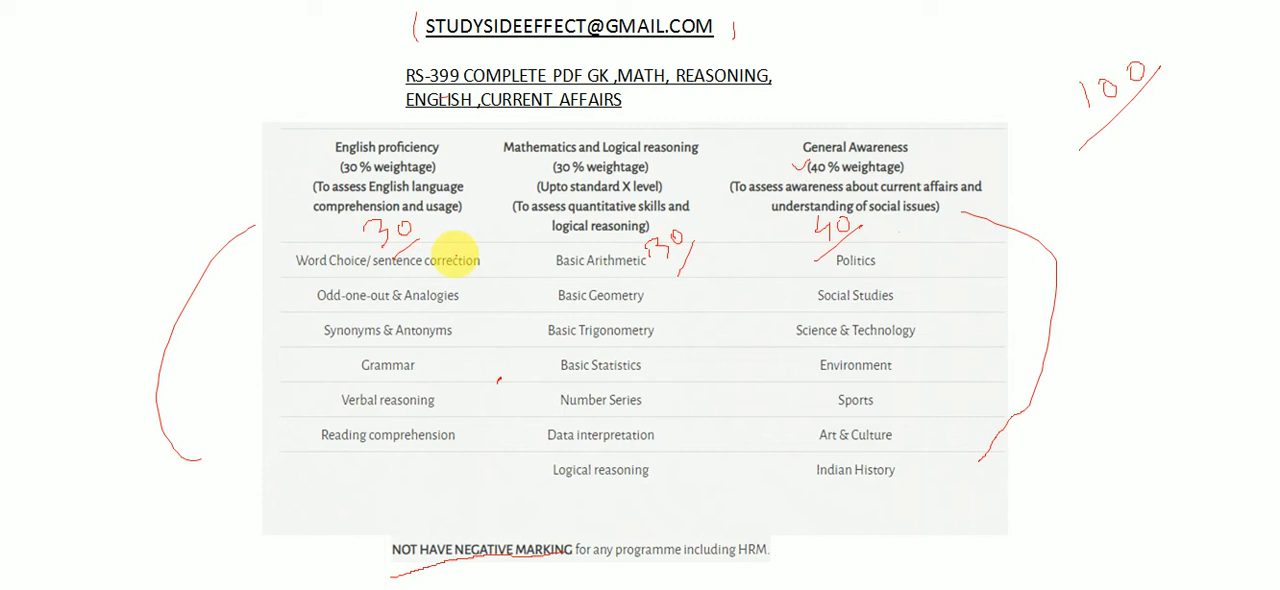 STUDYSIDEEFFECT@GMAIL.COM
RS-399 COMPLETE PDF GK ,MATH, REASONING,
ENGLISH ,CURRENT AFFAIRS
100
English proficiency
(30 % weightage)
(To assess English language
comprehension and usage)
30
Word Choice/ sentence correction
Odd-one-out & Analogies
Synonyms & Antonyms
Grammar
Verbal reasoning
Reading comprehension
Mathematics and Logical reasoning
(30 % weightage)
(Upto standard X level)
(To assess quantitative skills and
logical reasoning)
30
Basic Arithmetic
Basic Geometry
Basic Trigonometry
Basic Statistics
Number Series
Data interpretation
Logical reasoning
General Awareness
(40 % weightage)
(To assess awareness about current affairs and
understanding of social issues)
40
Politics
Social Studies
Science & Technology
Environment
Sports
Art & Culture
Indian History
NOT HAVE NEGATIVE MARKING for any programme including HRM.